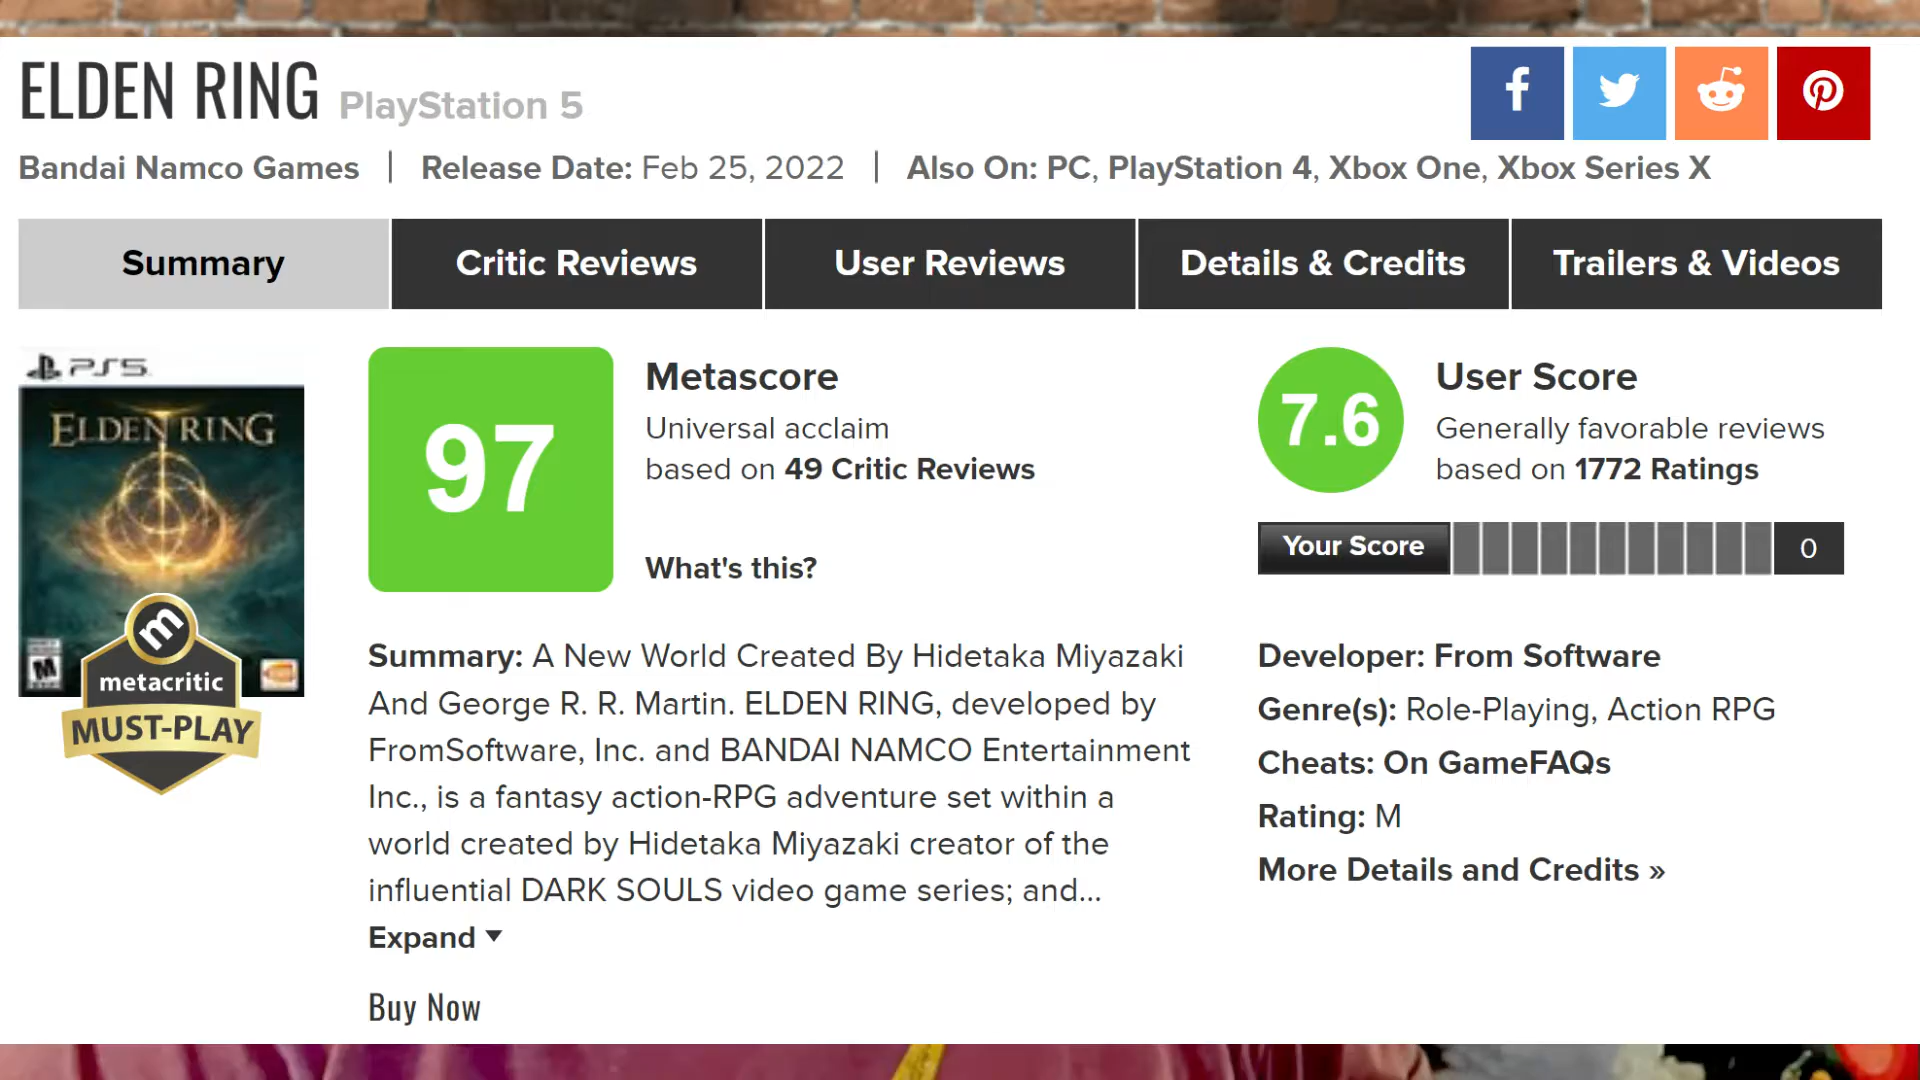 ELDEN RING PlayStation 5
Bandai Namco Games | Release Date: Feb 25, 2022 | Also On: PC, PlayStation 4, Xbox One, Xbox Series X
Summary Critic Reviews User Reviews Details & Credits Trailers & Videos
PS5
ELDEN RING
M
m
metacritic
MUST-PLAY
97
Metascore
Universal acclaim
based on 49 Critic Reviews
What's this?
7.6
User Score
Generally favorable reviews
based on 1772 Ratings
Your Score 0
Summary: A New World Created By Hidetaka Miyazaki
And George R. R. Martin. ELDEN RING, developed by
FromSoftware, Inc. and BANDAI NAMCO Entertainment
Inc., is a fantasy action-RPG adventure set within a
world created by Hidetaka Miyazaki creator of the
influential DARK SOULS video game series; and...
Expand
Buy Now
Developer: From Software
Genre(s): Role-Playing, Action RPG
Cheats: On GameFAQs
Rating: M
More Details and Credits »